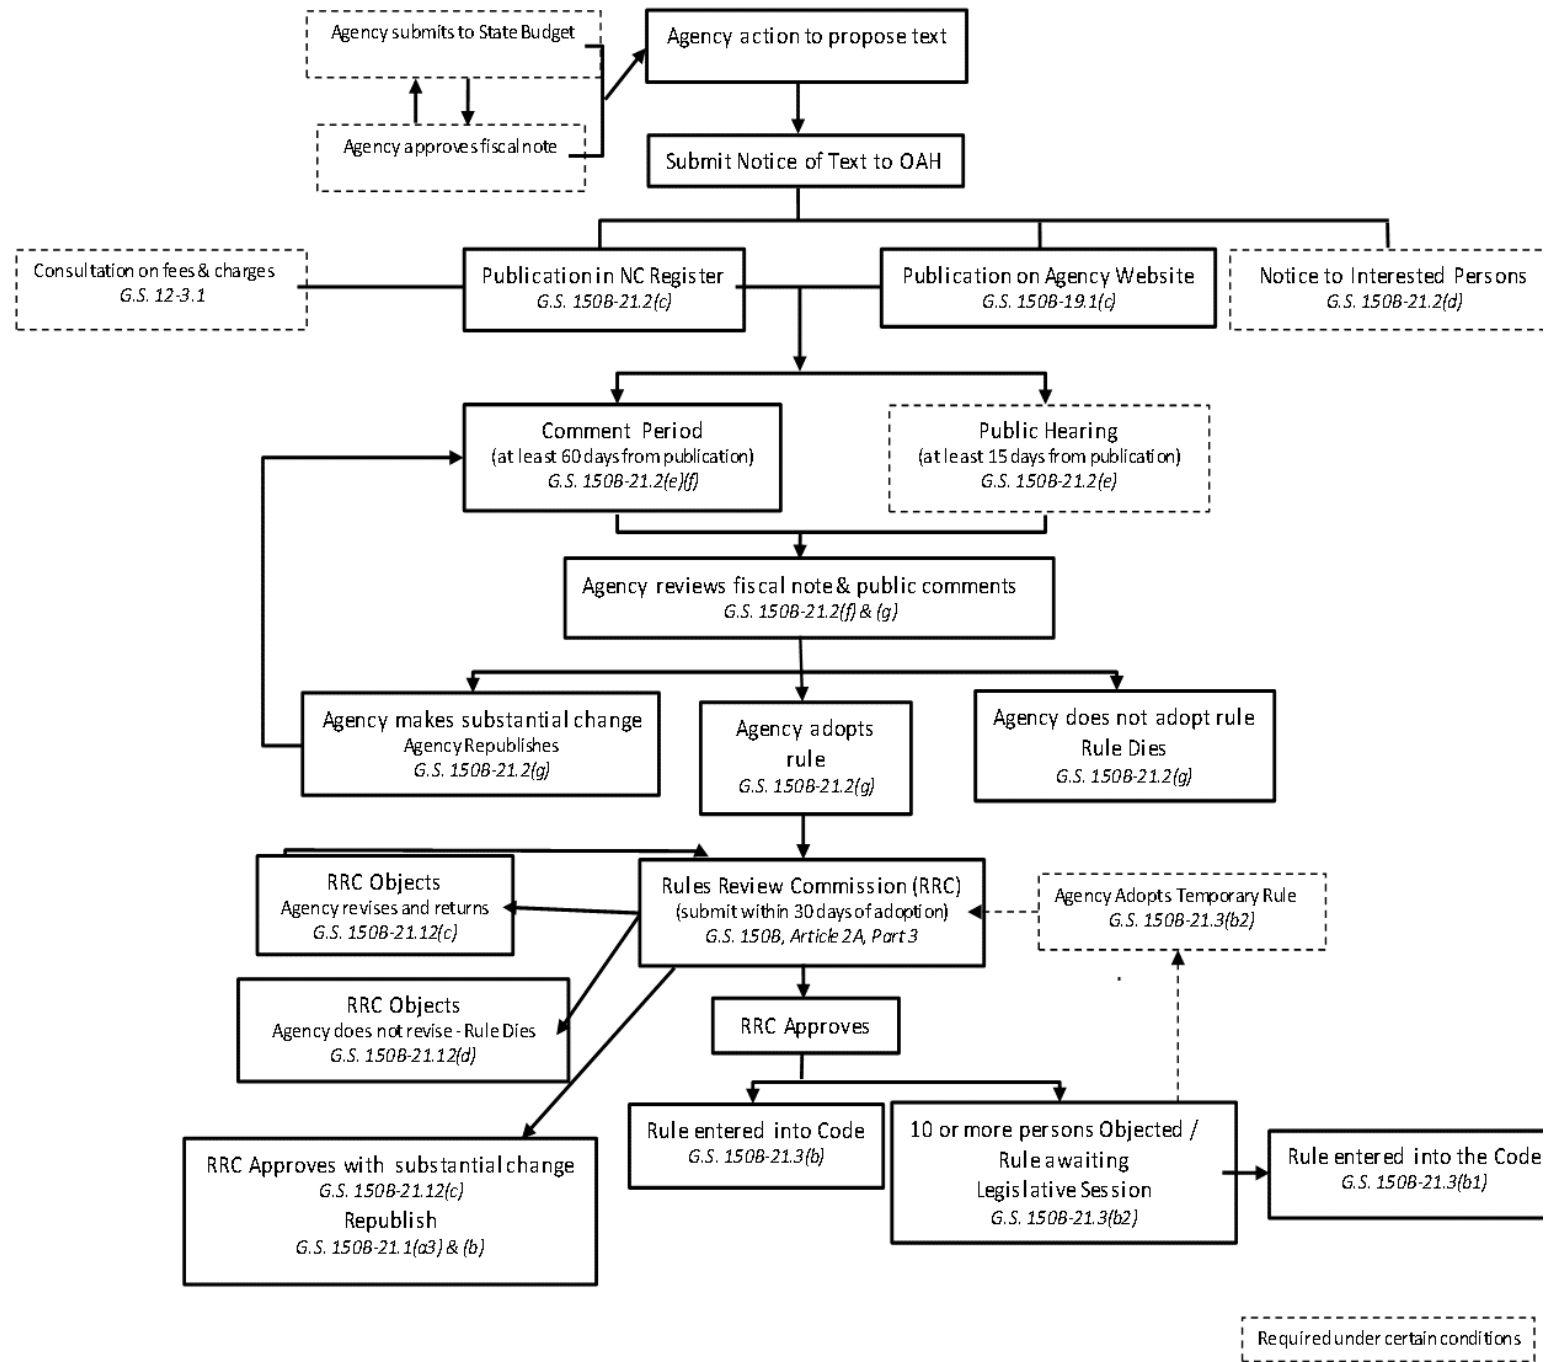 Agency submits to State Budget
Agency action to propose text
Agency approves fiscal note
Submit Notice of Text to OAH
Consultation on fees & charges
G.S. 12-3.1
Publication in NC Register
G.S. 150B-21.2(c)
Publication on Agency Website
G.S. 150B-19.1(c)
Notice to Interested Persons
G.S. 150B-21.2(d)
Comment Period
(at least 60 days from publication)
G.S. 150B-21.2(e)(f)
Public Hearing
(at least 15 days from publication)
G.S. 150B-21.2(e)
Agency reviews fiscal note & public comments
G.S. 150B-21.2(f) & (g)
Agency makes substantial change
Agency Republishes
G.S. 150B-21.2(g)
Agency adopts
rule
G.S. 150B-21.2(g)
Agency does not adopt rule
Rule Dies
G.S. 150B-21.2(g)
RRC Objects
Agency revises and returns
G.S. 150B-21.12(c)
Rules Review Commission (RRC)
(submit within 30 days of adoption)
G.S. 150B, Article 2A, Part 3
Agency Adopts Temporary Rule
G.S. 150B-21.3(b2)
RRC Objects
Agency does not revise - Rule Dies
G.S. 150B-21.12(d)
RRC Approves
RRC Approves with substantial change
G.S. 150B-21.12(c)
Republish
G.S. 150B-21.1(a3) & (b)
Rule entered into Code
G.S. 150B-21.3(b)
10 or more persons Objected /
Rule awaiting
Legislative Session
G.S. 150B-21.3(b2)
Rule entered into the Code
G.S. 150B-21.3(b1)
Required under certain conditions